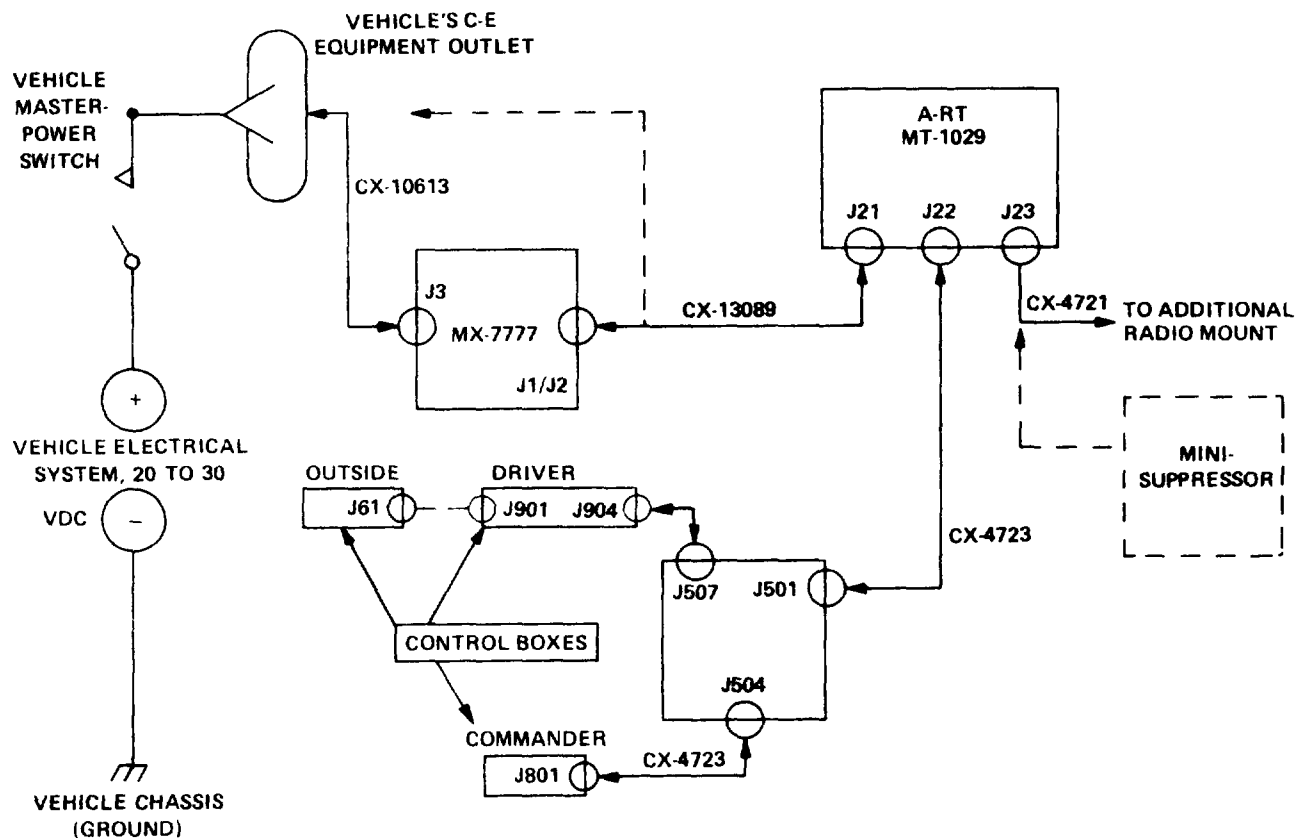 VEHICLE'S C-E
EQUIPMENT OUTLET
VEHICLE
MASTER-
POWER
SWITCH
A-RT
MT-1029
CX-10613
J21 J22 J23
J3
MX-7777
J1/J2
CX-13089
CX-4721
TO ADDITIONAL
RADIO MOUNT
+
VEHICLE ELECTRICAL
SYSTEM, 20 TO 30
VDC
−
MINI-
SUPPRESSOR
OUTSIDE
J61
DRIVER
J901 J904
CX-4723
J507 J501
CONTROL BOXES
J504
COMMANDER
J801
CX-4723
VEHICLE CHASSIS
(GROUND)